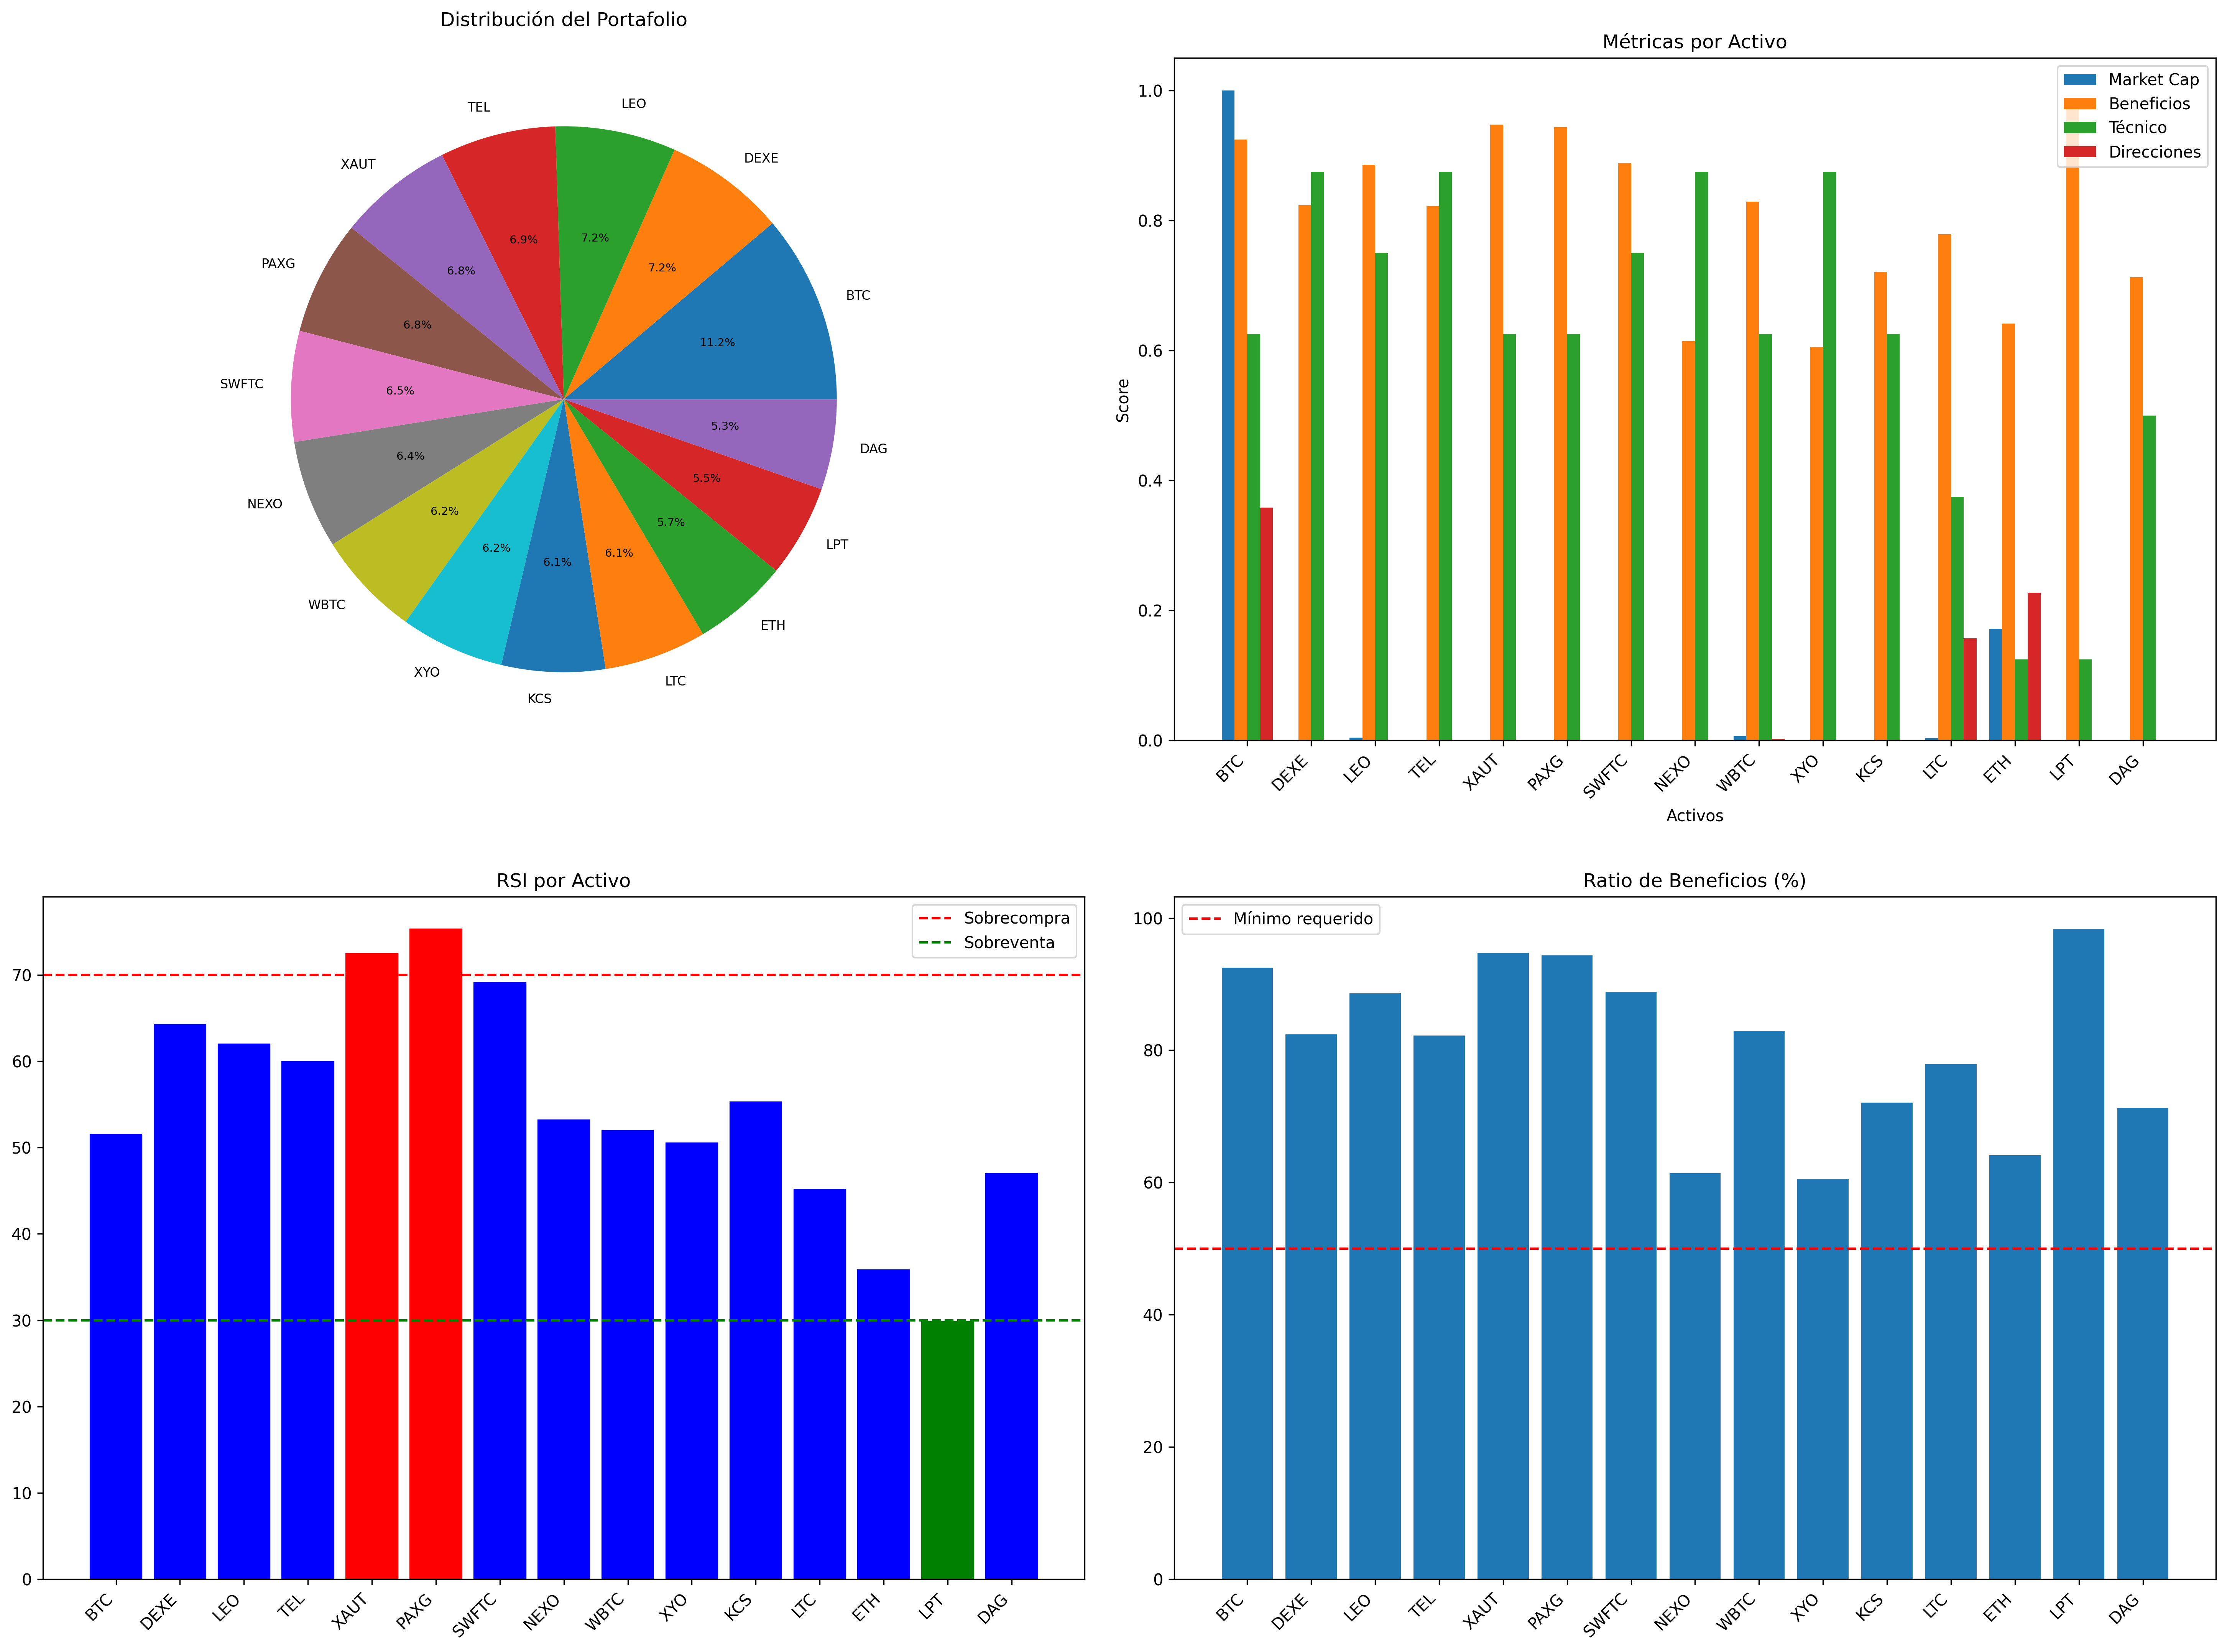 Distribución del Portafolio
BTC
DEXE
LEO
TEL
XAUT
PAXG
SWFTC
NEXO
WBTC
XYO
KCS
LTC
ETH
LPT
DAG
11.2%
7.2%
7.2%
6.9%
6.8%
6.8%
6.5%
6.4%
6.2%
6.2%
6.1%
6.1%
5.7%
5.5%
5.3%
Métricas por Activo
Market Cap
Beneficios
Técnico
Direcciones
Score
1.0
0.8
0.6
0.4
0.2
0.0
BTC
DEXE
LEO
TEL
XAUT
PAXG
SWFTC
NEXO
WBTC
XYO
KCS
LTC
ETH
LPT
DAG
Activos
RSI por Activo
Sobrecompra
Sobreventa
70
60
50
40
30
20
10
0
BTC
DEXE
LEO
TEL
XAUT
PAXG
SWFTC
NEXO
WBTC
XYO
KCS
LTC
ETH
LPT
DAG
Ratio de Beneficios (%)
Mínimo requerido
100
80
60
40
20
0
BTC
DEXE
LEO
TEL
XAUT
PAXG
SWFTC
NEXO
WBTC
XYO
KCS
LTC
ETH
LPT
DAG